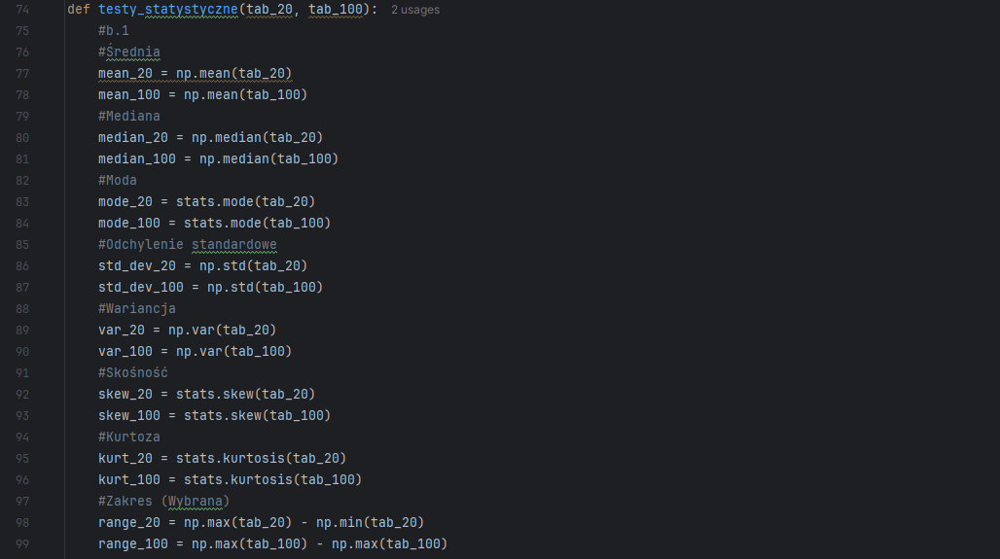 74 def testy_statystyczne(tab_20, tab_100): 2 usages
75 #b.1
76 #Średnia
77 mean_20 = np.mean(tab_20)
78 mean_100 = np.mean(tab_100)
79 #Mediana
80 median_20 = np.median(tab_20)
81 median_100 = np.median(tab_100)
82 #Moda
83 mode_20 = stats.mode(tab_20)
84 mode_100 = stats.mode(tab_100)
85 #Odchylenie standardowe
86 std_dev_20 = np.std(tab_20)
87 std_dev_100 = np.std(tab_100)
88 #Wariancja
89 var_20 = np.var(tab_20)
90 var_100 = np.var(tab_100)
91 #Skośność
92 skew_20 = stats.skew(tab_20)
93 skew_100 = stats.skew(tab_100)
94 #Kurtoza
95 kurt_20 = stats.kurtosis(tab_20)
96 kurt_100 = stats.kurtosis(tab_100)
97 #Zakres (Wybrana)
98 range_20 = np.max(tab_20) - np.min(tab_20)
99 range_100 = np.max(tab_100) - np.max(tab_100)